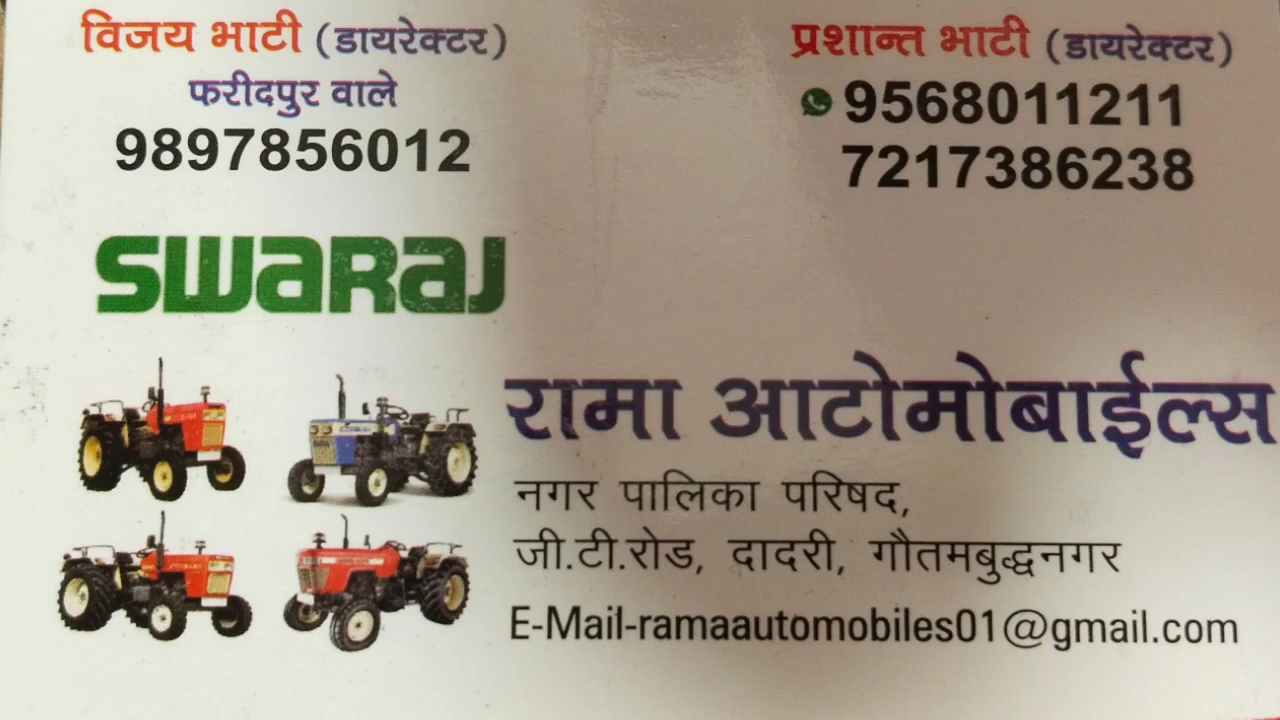 विजय भाटी (डायरेक्टर)
फरीदपुर वाले
9897856012
प्रशान्त भाटी (डायरेक्टर)
9568011211
7217386238
SWARAJ
रामा आटोमोबाईल्स
नगर पालिका परिषद,
जी.टी.रोड, दादरी, गौतमबुद्धनगर
E-Mail-ramaautomobiles01@gmail.com